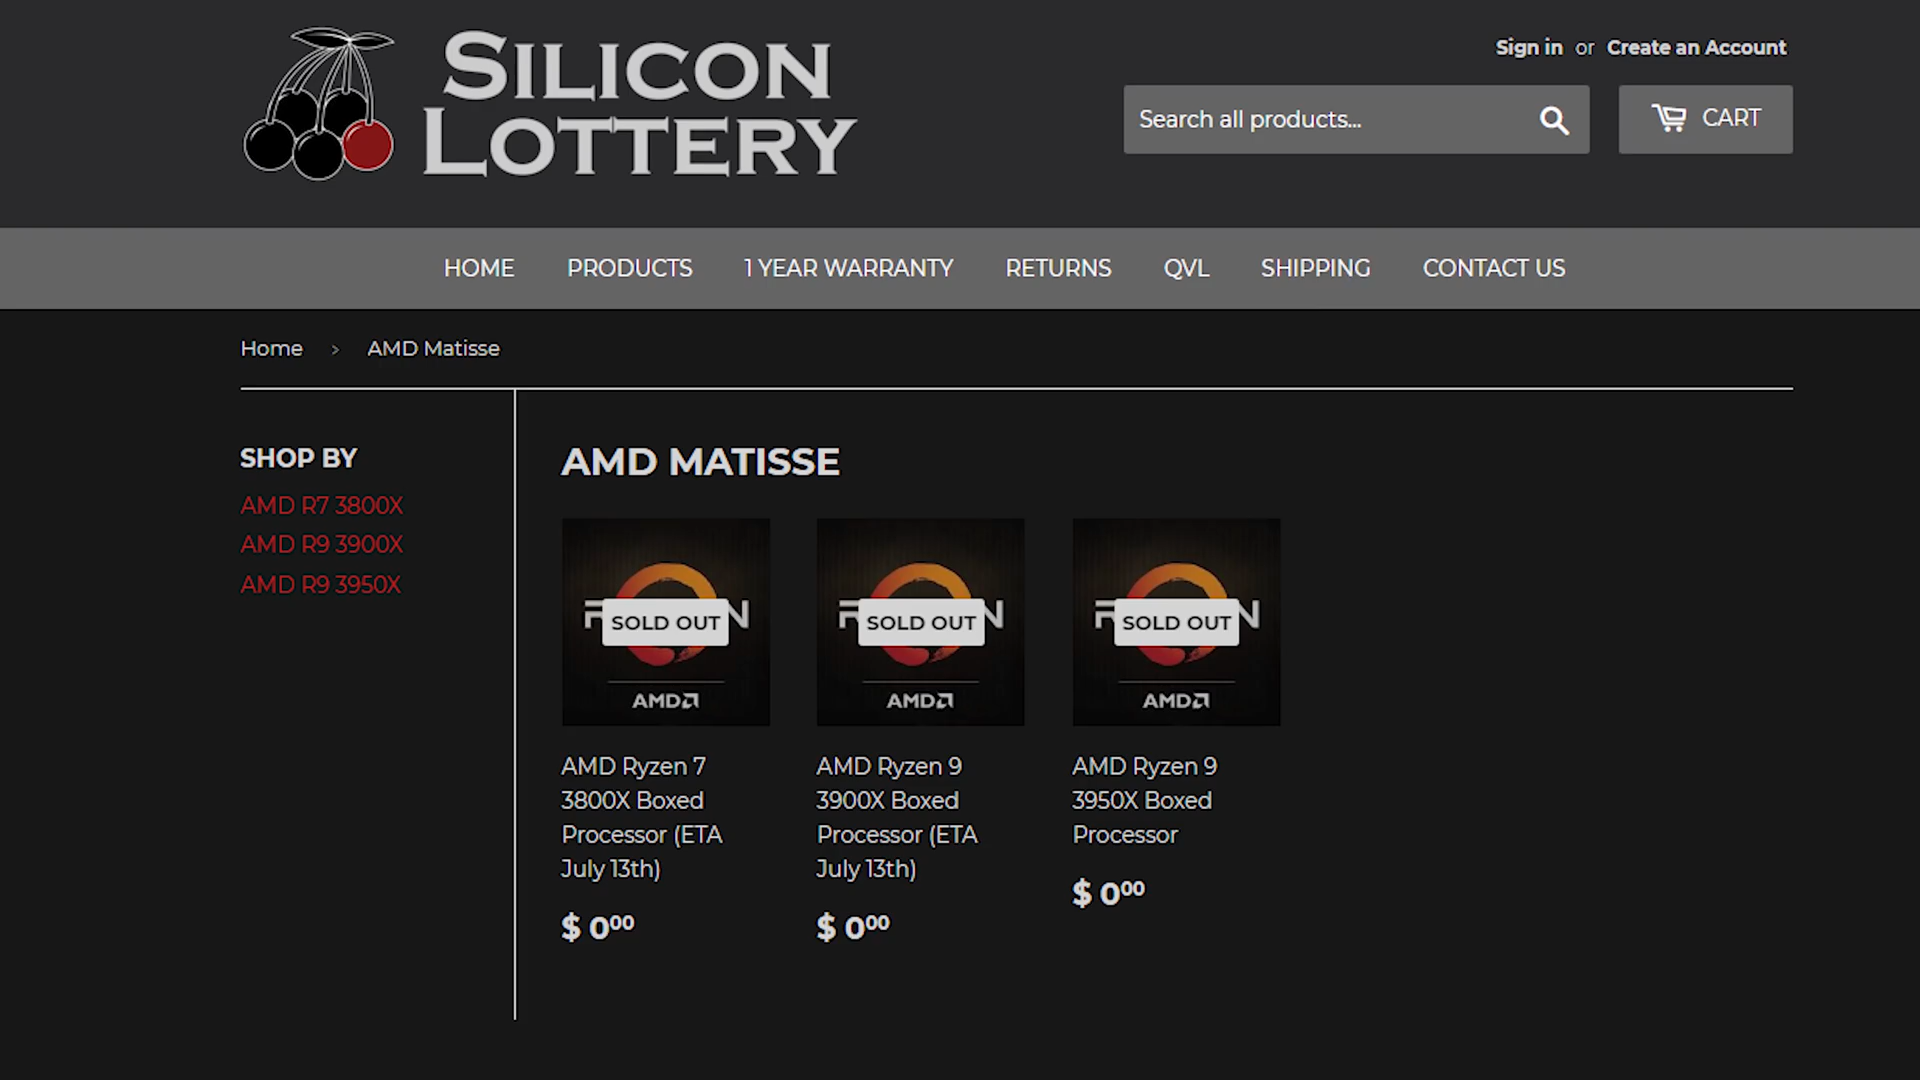 SILICON
LOTTERY
Sign in or Create an Account
Search all products...
CART
HOME PRODUCTS 1 YEAR WARRANTY RETURNS QVL SHIPPING CONTACT US
Home > AMD Matisse
SHOP BY
AMD R7 3800X
AMD R9 3900X
AMD R9 3950X
AMD MATISSE
SOLD OUT
AMD
AMD Ryzen 7
3800X Boxed
Processor (ETA
July 13th)
$ 0.00
SOLD OUT
AMD
AMD Ryzen 9
3900X Boxed
Processor (ETA
July 13th)
$ 0.00
SOLD OUT
AMD
AMD Ryzen 9
3950X Boxed
Processor
$ 0.00